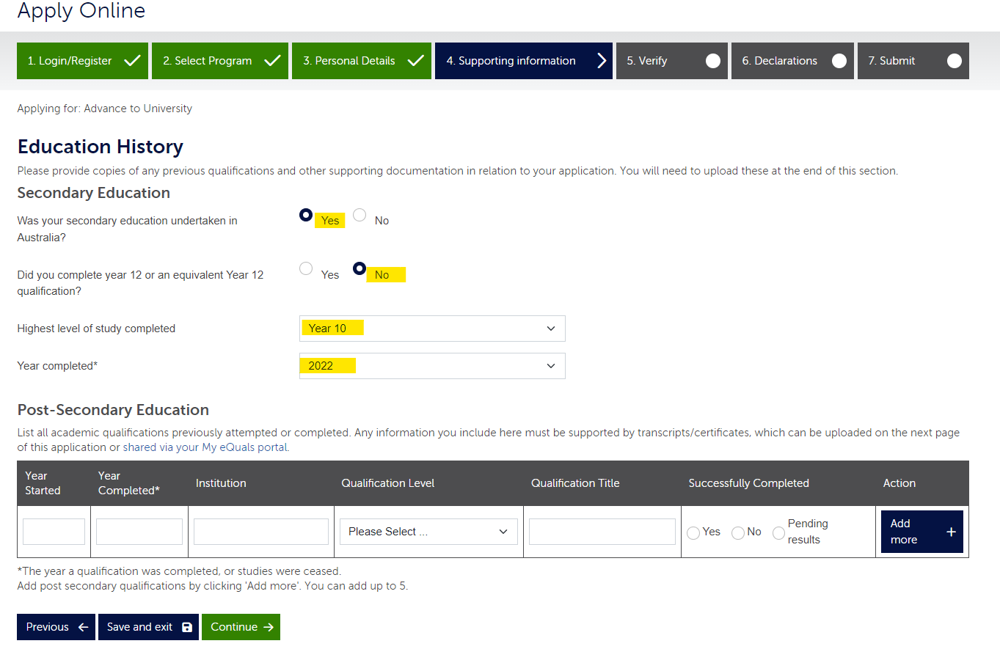 Apply Online
1. Login/Register
2. Select Program
3. Personal Details
4. Supporting information
5. Verify
6. Declarations
7. Submit
Applying for: Advance to University
Education History
Please provide copies of any previous qualifications and other supporting documentation in relation to your application. You will need to upload these at the end of this section.
Secondary Education
Was your secondary education undertaken in
Australia?
Yes
No
Did you complete year 12 or an equivalent Year 12
qualification?
Yes
No
Highest level of study completed
Year 10
Year completed*
2022
Post-Secondary Education
List all academic qualifications previously attempted or completed. Any information you include here must be supported by transcripts/certificates, which can be uploaded on the next page
of this application or shared via your My eQuals portal.
Year
Started
Year
Completed*
Institution
Qualification Level
Qualification Title
Successfully Completed
Action
Please Select ...
Yes
No
Pending
results
Add
more
*The year a qualification was completed, or studies were ceased.
Add post secondary qualifications by clicking 'Add more'. You can add up to 5.
Previous
Save and exit
Continue